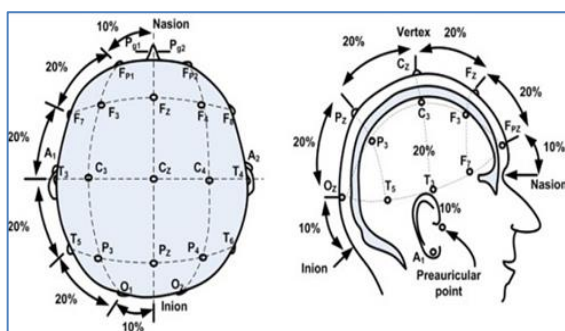 10%
Nasion
Pg1
Pg2
20%
FP1
FP2
F7
F3
FZ
F4
F8
20%
A1
A2
T3
C3
CZ
C4
T4
20%
T5
P3
PZ
P4
T6
20%
O1
O2
Inion
10%
Vertex
20%
CZ
20%
FZ
20%
PZ
C3
F3
20%
FPZ
P3
20%
F7
10%
Nasion
OZ
T5
T3
10%
10%
A1
Inion
Preauricular
point